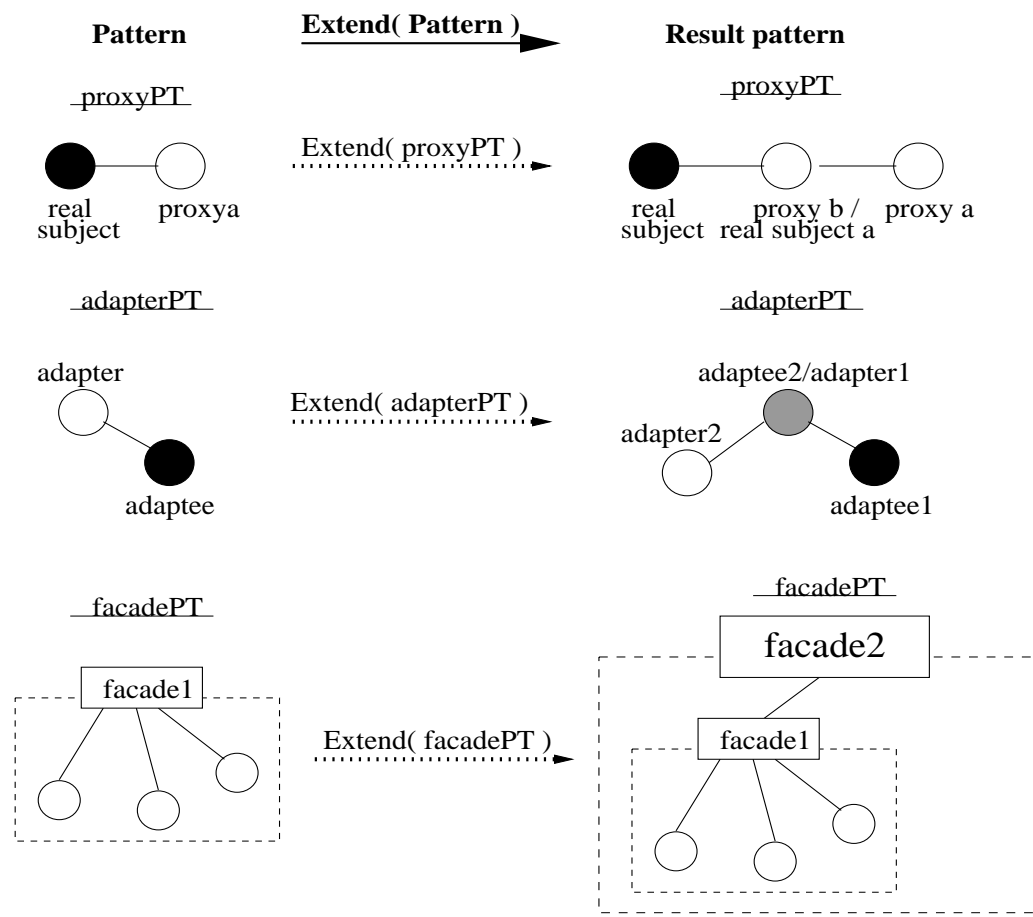 Pattern
Extend( Pattern )
Result pattern
proxyPT
proxyPT
Extend( proxyPT )
real
subject
proxya
real
subject
proxy b /
real subject a
proxy a
adapterPT
adapterPT
adapter
adaptee
Extend( adapterPT )
adaptee2/adapter1
adapter2
adaptee1
facadePT
facadePT
facade1
Extend( facadePT )
facade2
facade1